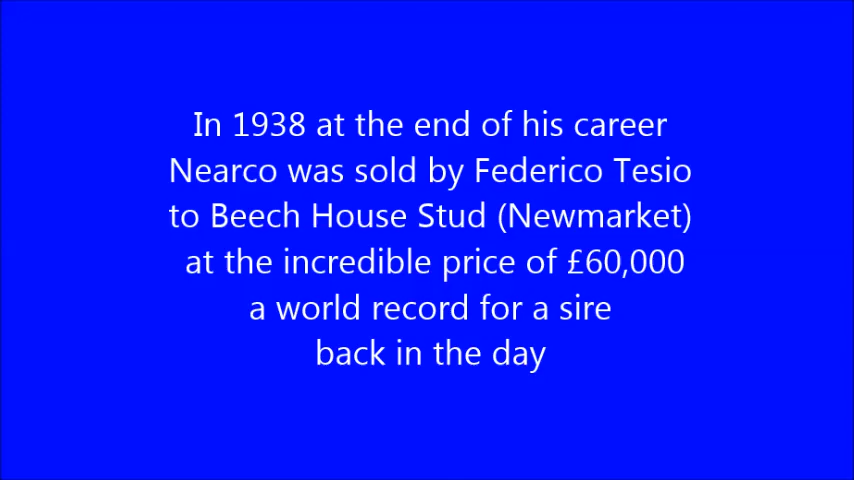 In 1938 at the end of his career
Nearco was sold by Federico Tesio
to Beech House Stud (Newmarket)
at the incredible price of £60,000
a world record for a sire
back in the day